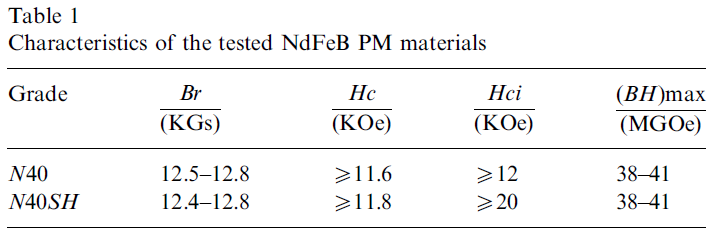 Table 1
Characteristics of the tested NdFeB PM materials
Grade Br Hc Hci (BH)max
(KGs) (KOe) (KOe) (MGOe)
N40 12.5–12.8 ⩾11.6 ⩾12 38–41
N40SH 12.4–12.8 ⩾11.8 ⩾20 38–41